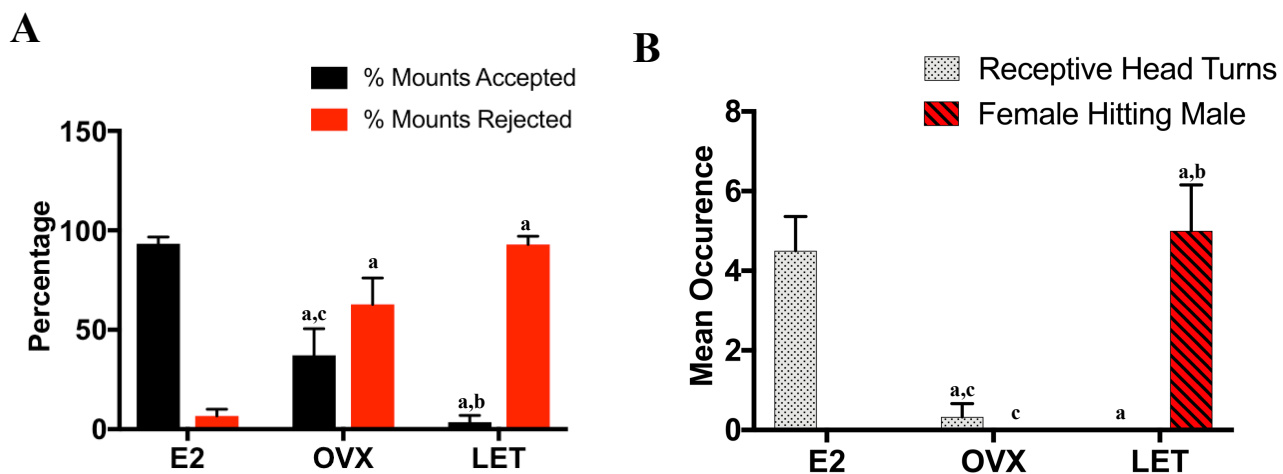 A
% Mounts Accepted
% Mounts Rejected
Percentage
150
100
50
0
a,c
a
a,b
a
E2
OVX
LET
B
Receptive Head Turns
Female Hitting Male
Mean Occurence
8
6
4
2
0
a,c
c
a
a,b
E2
OVX
LET